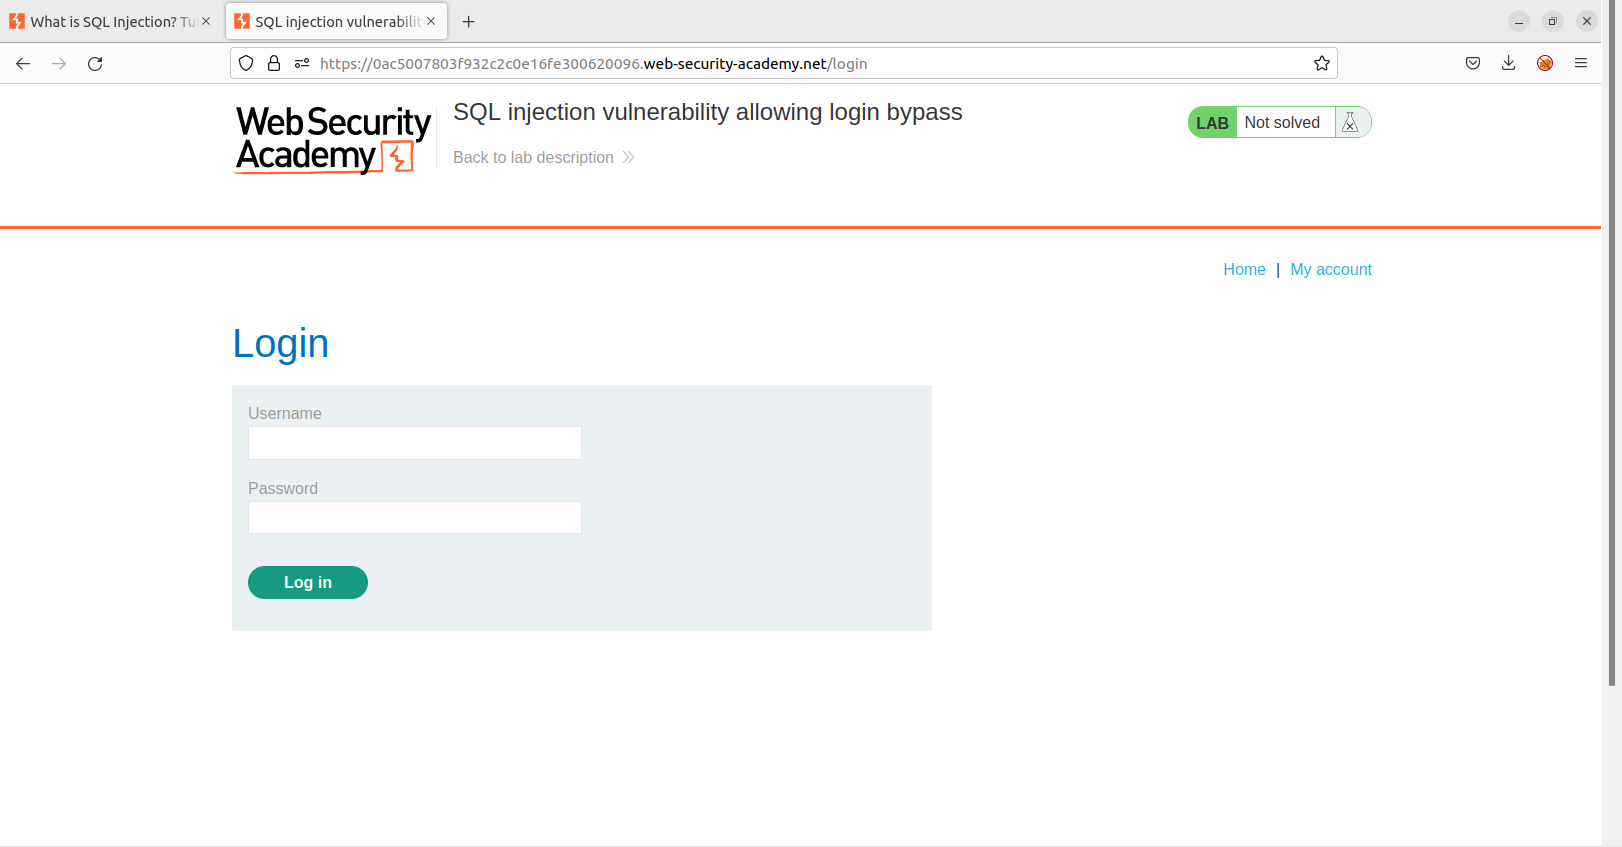 What is SQL Injection? Tu
SQL injection vulnerabilit
https://0ac5007803f932c2c0e16fe300620096.web-security-academy.net/login
Web Security
Academy
SQL injection vulnerability allowing login bypass
Back to lab description
LAB Not solved
Home | My account
Login
Username
Password
Log in